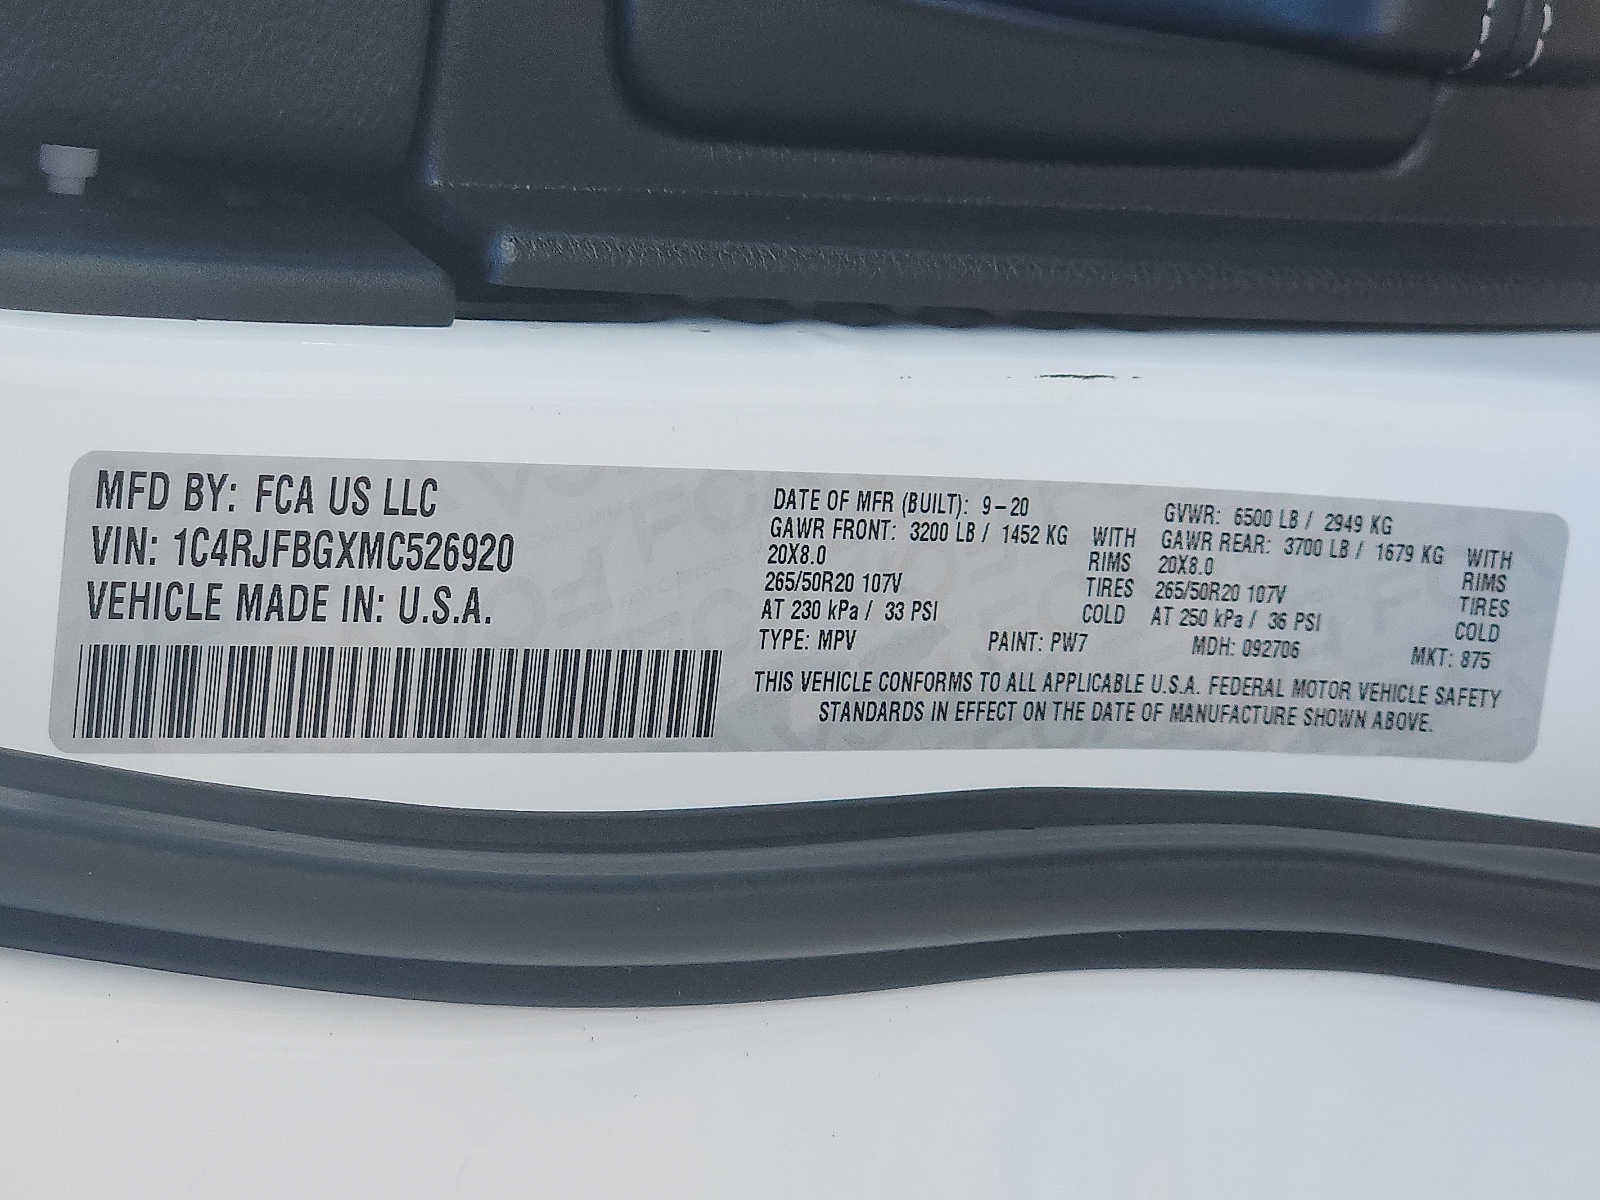 MFD BY: FCA US LLC
VIN: 1C4RJFBGXMC526920
VEHICLE MADE IN: U.S.A.
DATE OF MFR (BUILT): 9-20
GAWR FRONT: 3200 LB / 1452 KG WITH
20X8.0 RIMS
265/50R20 107V TIRES
AT 230 kPa / 33 PSI COLD
GVWR: 6500 LB / 2949 KG
GAWR REAR: 3700 LB / 1679 KG WITH
20X8.0 RIMS
265/50R20 107V TIRES
AT 250 kPa / 36 PSI COLD
TYPE: MPV PAINT: PW7 MDH: 092706 MKT: 875
THIS VEHICLE CONFORMS TO ALL APPLICABLE U.S.A. FEDERAL MOTOR VEHICLE SAFETY
STANDARDS IN EFFECT ON THE DATE OF MANUFACTURE SHOWN ABOVE.